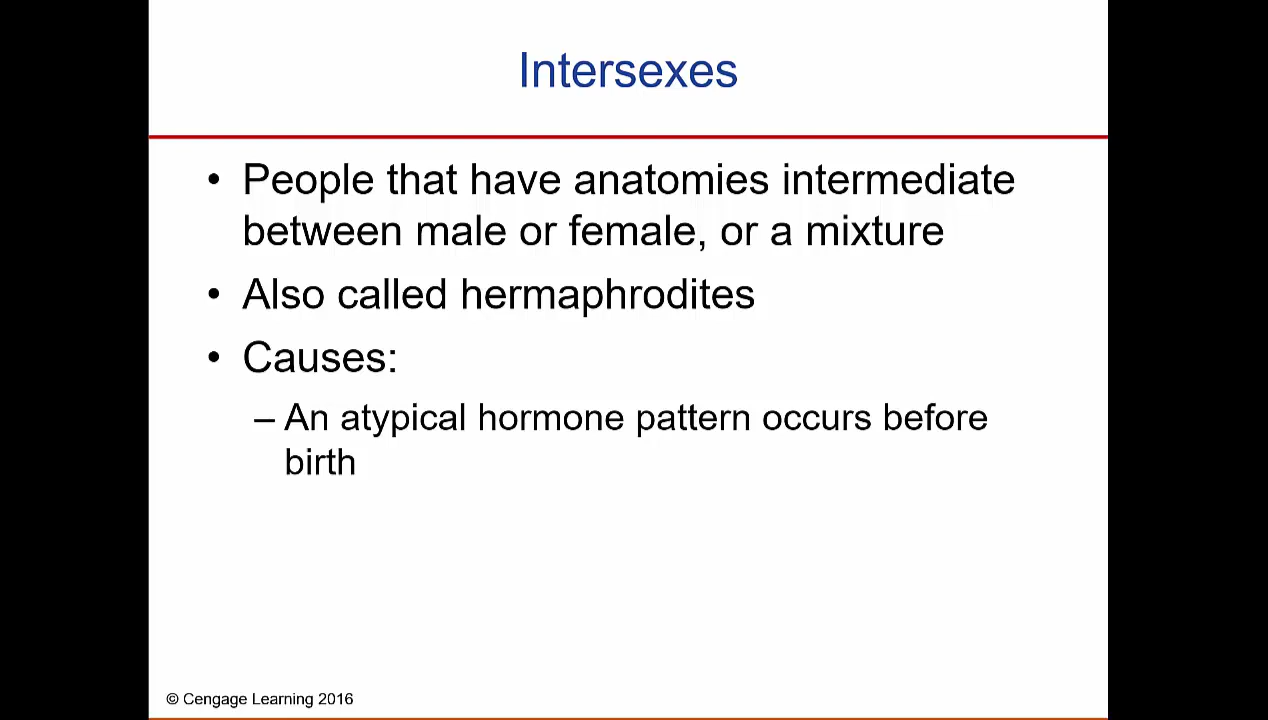 Intersexes
• People that have anatomies intermediate
between male or female, or a mixture
• Also called hermaphrodites
• Causes:
– An atypical hormone pattern occurs before
birth
© Cengage Learning 2016